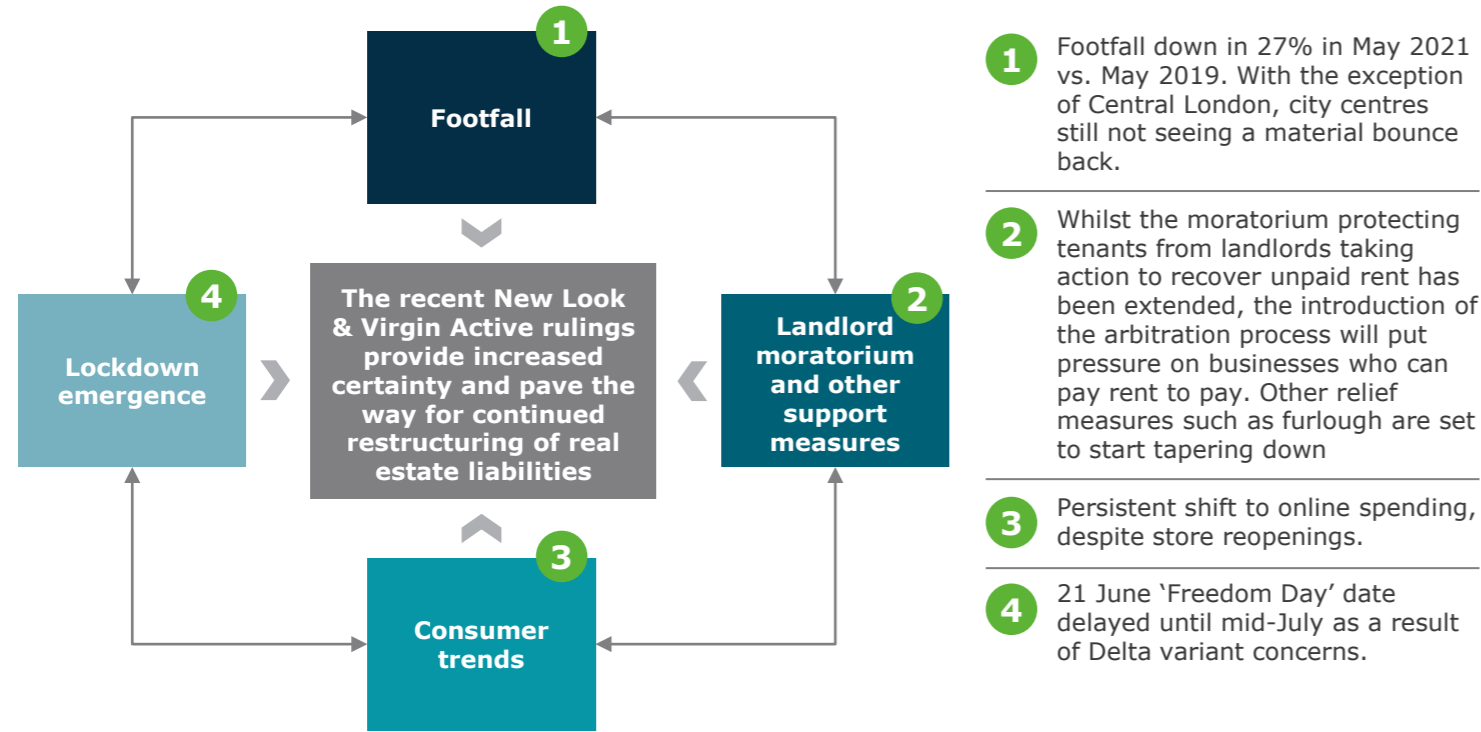 1
Footfall
4
Lockdown
emergence
The recent New Look
& Virgin Active rulings
provide increased
certainty and pave the
way for continued
restructuring of real
estate liabilities
2
Landlord
moratorium
and other
support
measures
3
Consumer
trends
1
Footfall down in 27% in May 2021
vs. May 2019. With the exception
of Central London, city centres
still not seeing a material bounce
back.
2
Whilst the moratorium protecting
tenants from landlords taking
action to recover unpaid rent has
been extended, the introduction of
the arbitration process will put
pressure on businesses who can
pay rent to pay. Other relief
measures such as furlough are set
to start tapering down
3
Persistent shift to online spending,
despite store reopenings.
4
21 June ‘Freedom Day’ date
delayed until mid-July as a result
of Delta variant concerns.